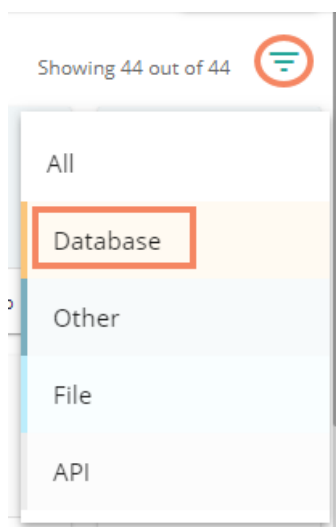 Showing 44 out of 44
All
Database
Other
File
API